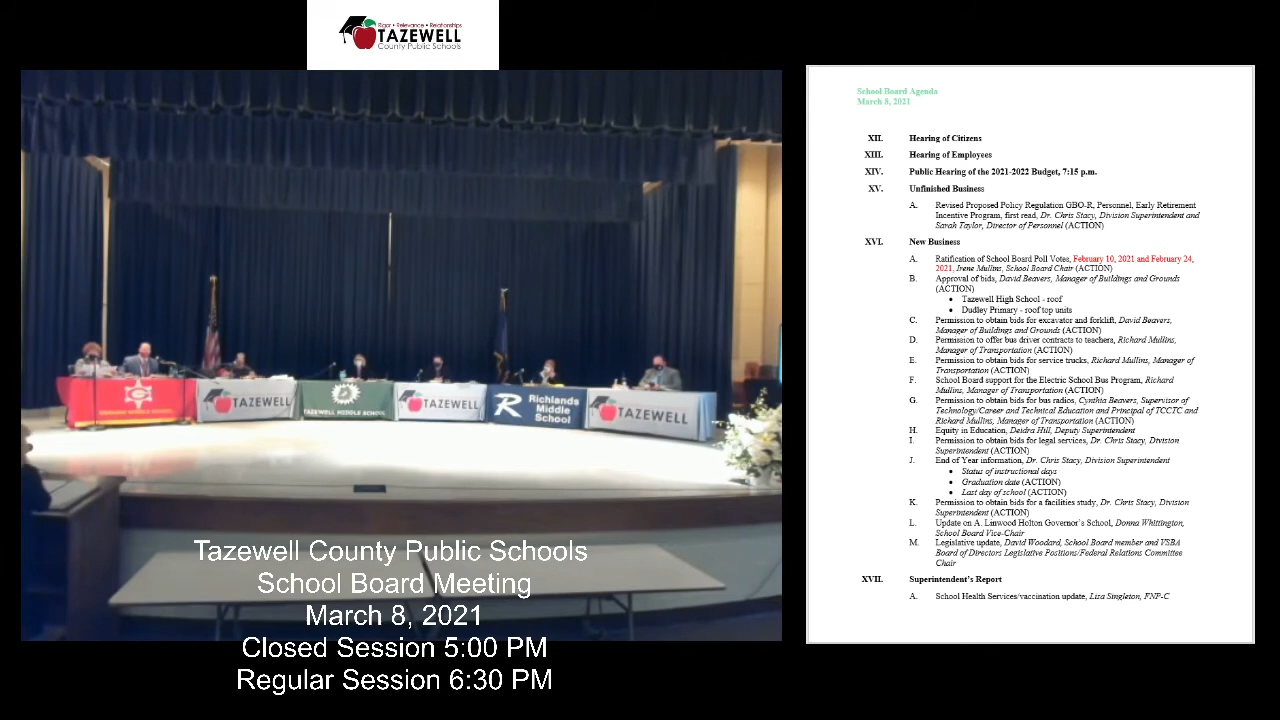 Rigor • Relevance • Relationships
TAZEWELL
County Public Schools
TAZEWELL
TAZEWELL MIDDLE SCHOOL
TAZEWELL
R Richlands
Middle
School
TAZEWELL
Tazewell County Public Schools
School Board Meeting
March 8, 2021
Closed Session 5:00 PM
Regular Session 6:30 PM
School Board Agenda
March 8, 2021
XII. Hearing of Citizens
XIII. Hearing of Employees
XIV. Public Hearing of the 2021-2022 Budget, 7:15 p.m.
XV. Unfinished Business
A. Revised Proposed Policy Regulation GBO-R, Personnel, Early Retirement
Incentive Program, first read, Dr. Chris Stacy, Division Superintendent and
Sarah Taylor, Director of Personnel (ACTION)
XVI. New Business
A. Ratification of School Board Poll Votes, February 10, 2021 and February 24,
2021, Irene Mullins, School Board Chair (ACTION)
B. Approval of bids, David Beavers, Manager of Buildings and Grounds
(ACTION)
• Tazewell High School - roof
• Dudley Primary - roof top units
C. Permission to obtain bids for excavator and forklift, David Beavers,
Manager of Buildings and Grounds (ACTION)
D. Permission to offer bus driver contracts to teachers, Richard Mullins,
Manager of Transportation (ACTION)
E. Permission to obtain bids for service trucks, Richard Mullins, Manager of
Transportation (ACTION)
F. School Board support for the Electric School Bus Program, Richard
Mullins, Manager of Transportation (ACTION)
G. Permission to obtain bids for bus radios, Cynthia Beavers, Supervisor of
Technology/Career and Technical Education and Principal of TCCTC and
Richard Mullins, Manager of Transportation (ACTION)
H. Equity in Education, Deidra Hill, Deputy Superintendent
I. Permission to obtain bids for legal services, Dr. Chris Stacy, Division
Superintendent (ACTION)
J. End of Year information, Dr. Chris Stacy, Division Superintendent
• Status of instructional days
• Graduation date (ACTION)
• Last day of school (ACTION)
K. Permission to obtain bids for a facilities study, Dr. Chris Stacy, Division
Superintendent (ACTION)
L. Update on A. Linwood Holton Governor's School, Donna Whittington,
School Board Vice-Chair
M. Legislative update, David Woodard, School Board member and VSBA
Board of Directors Legislative Positions/Federal Relations Committee
Chair
XVII. Superintendent's Report
A. School Health Services/vaccination update, Lisa Singleton, FNP-C